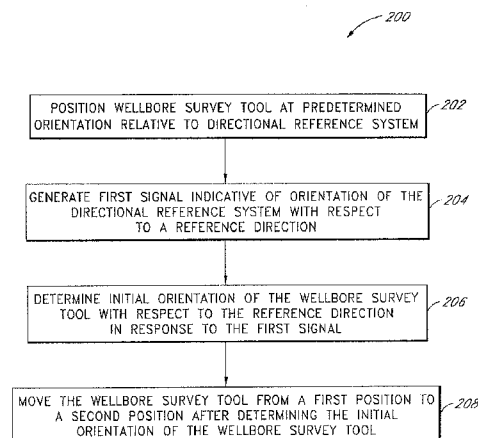 200
POSITION WELLBORE SURVEY TOOL AT PREDETERMINED
ORIENTATION RELATIVE TO DIRECTIONAL REFERENCE SYSTEM
202
GENERATE FIRST SIGNAL INDICATIVE OF ORIENTATION OF THE
DIRECTIONAL REFERENCE SYSTEM WITH RESPECT
TO A REFERENCE DIRECTION
204
DETERMINE INITIAL ORIENTATION OF THE WELLBORE SURVEY
TOOL WITH RESPECT TO THE REFERENCE DIRECTION
IN RESPONSE TO THE FIRST SIGNAL
206
MOVE THE WELLBORE SURVEY TOOL FROM A FIRST POSITION TO
A SECOND POSITION AFTER DETERMINING THE INITIAL
ORIENTATION OF THE WELLBORE SURVEY TOOL
208